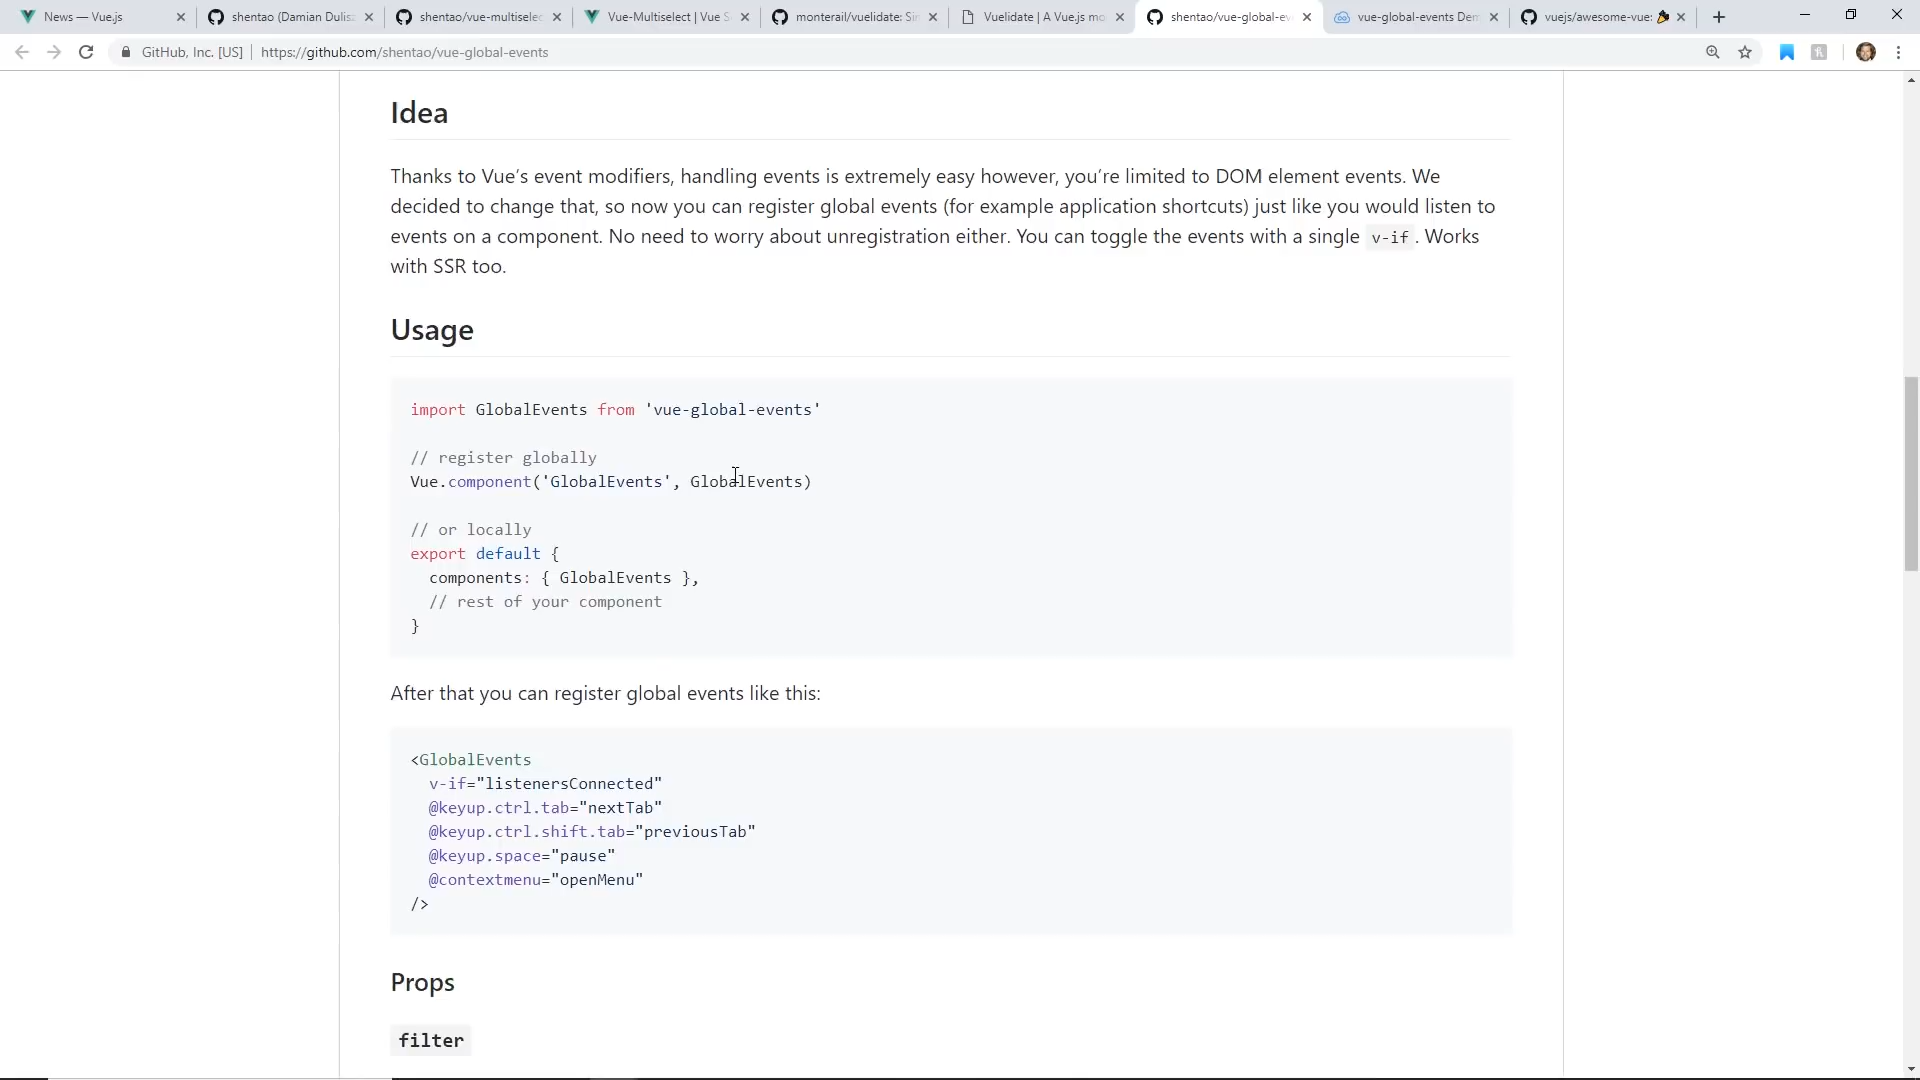 News — Vue.js
shentao (Damian Dulisz
shentao/vue-multiselec
Vue-Multiselect | Vue S
monterail/vuelidate: Sim
Vuelidate | A Vue.js mo
shentao/vue-global-eve
vue-global-events Dem
vuejs/awesome-vue:
GitHub, Inc. [US] | https://github.com/shentao/vue-global-events
Idea
Thanks to Vue’s event modifiers, handling events is extremely easy however, you’re limited to DOM element events. We
decided to change that, so now you can register global events (for example application shortcuts) just like you would listen to
events on a component. No need to worry about unregistration either. You can toggle the events with a single v-if . Works
with SSR too.
Usage
import GlobalEvents from 'vue-global-events'
// register globally
Vue.component('GlobalEvents', GlobalEvents)
// or locally
export default {
components: { GlobalEvents },
// rest of your component
}
After that you can register global events like this:
<GlobalEvents
v-if="listenersConnected"
@keyup.ctrl.tab="nextTab"
@keyup.ctrl.shift.tab="previousTab"
@keyup.space="pause"
@contextmenu="openMenu"
/>
Props
filter